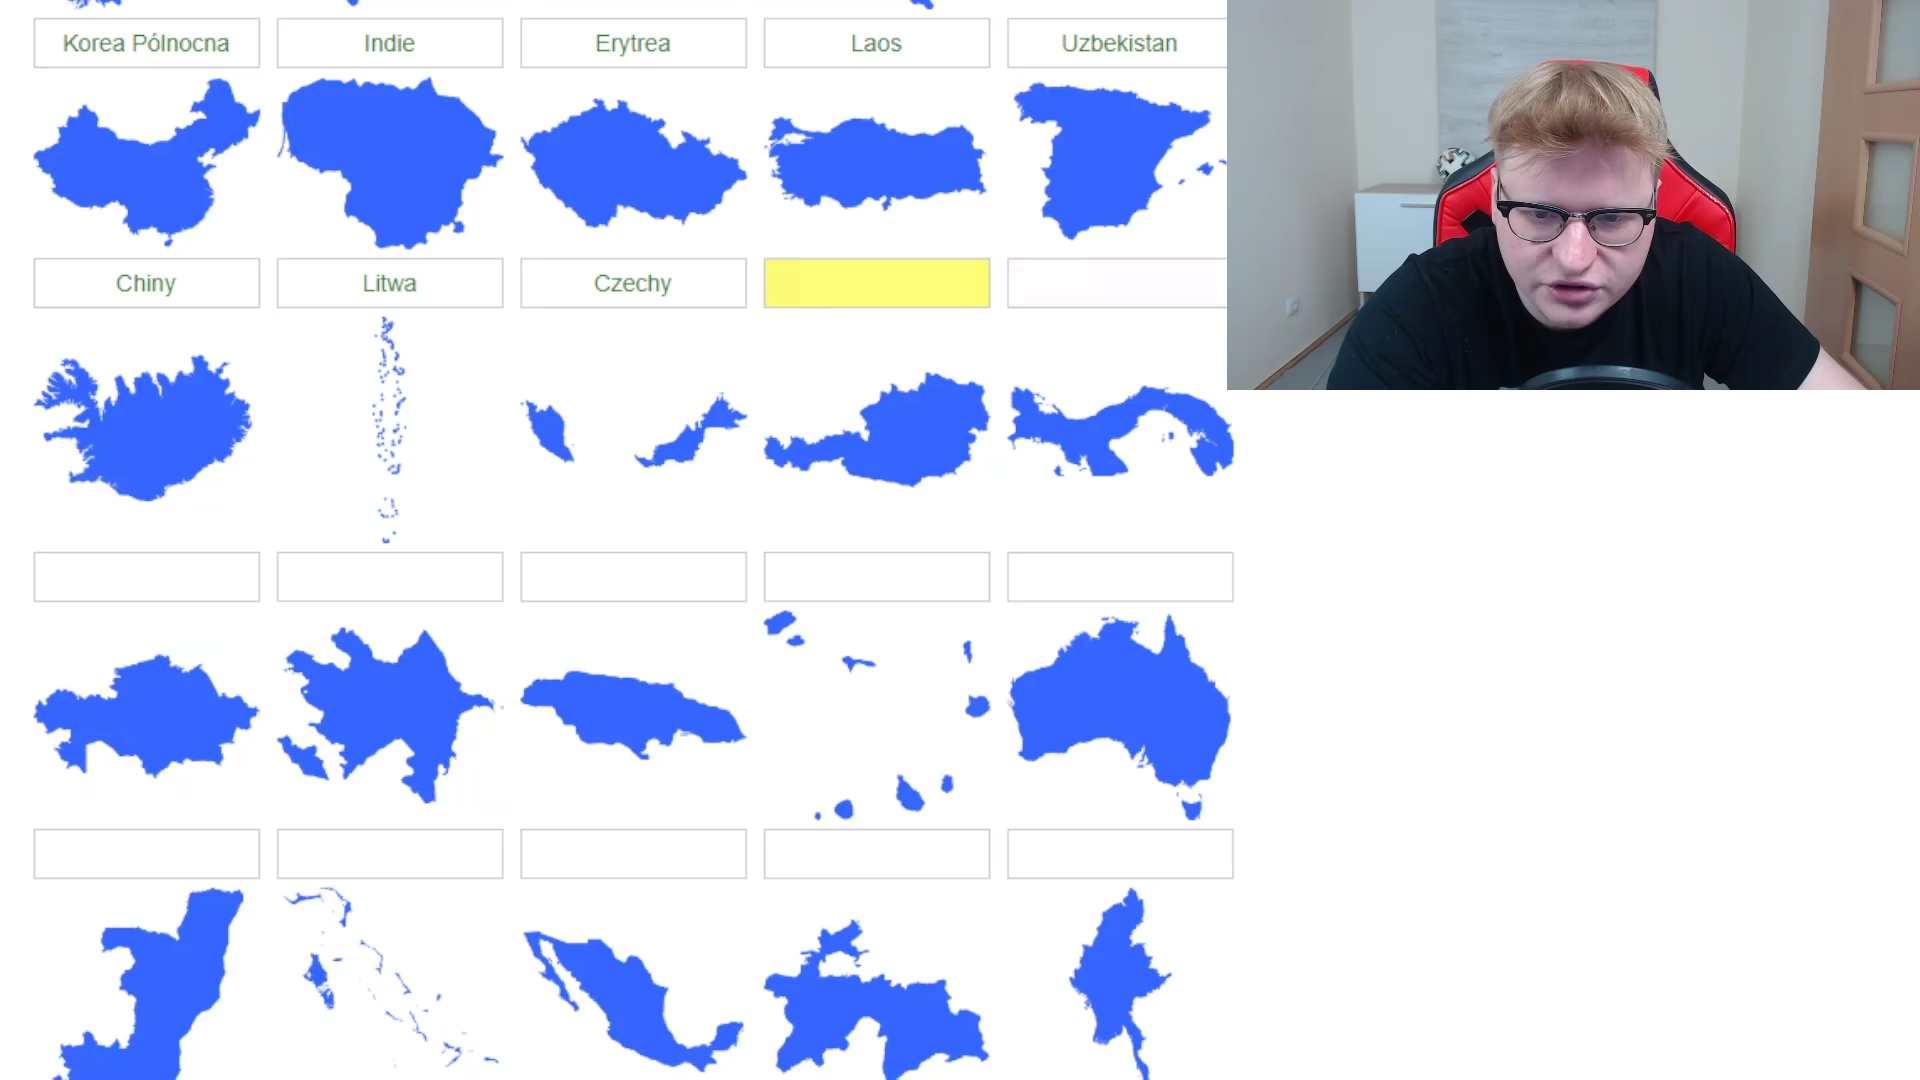 Korea Północna
Indie
Erytrea
Laos
Uzbekistan
Chiny
Litwa
Czechy